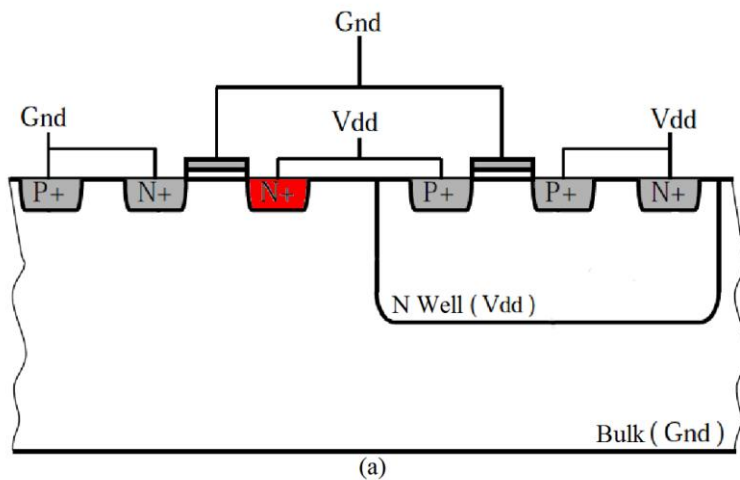 Gnd
Gnd
Vdd
Vdd
P+ N+ N+ P+ P+ N+
N Well ( Vdd )
Bulk ( Gnd )
(a)